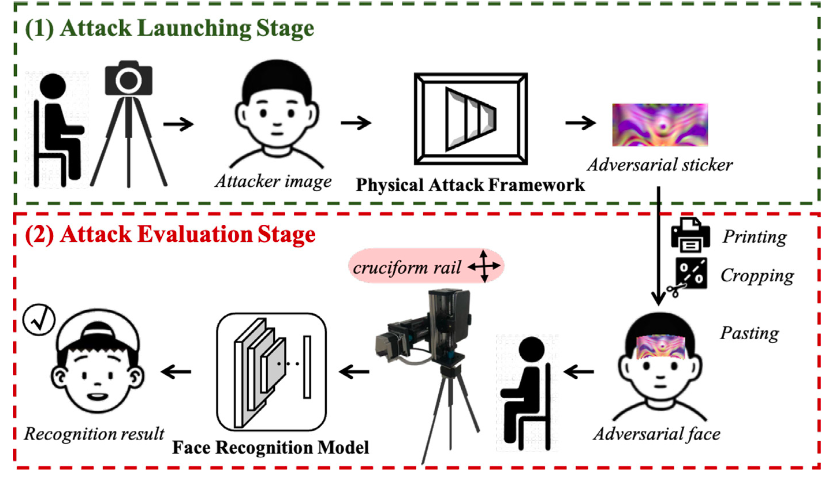 (1) Attack Launching Stage
Attacker image
Physical Attack Framework
Adversarial sticker
(2) Attack Evaluation Stage
Printing
cruciform rail
Cropping
Pasting
Recognition result
Face Recognition Model
Adversarial face